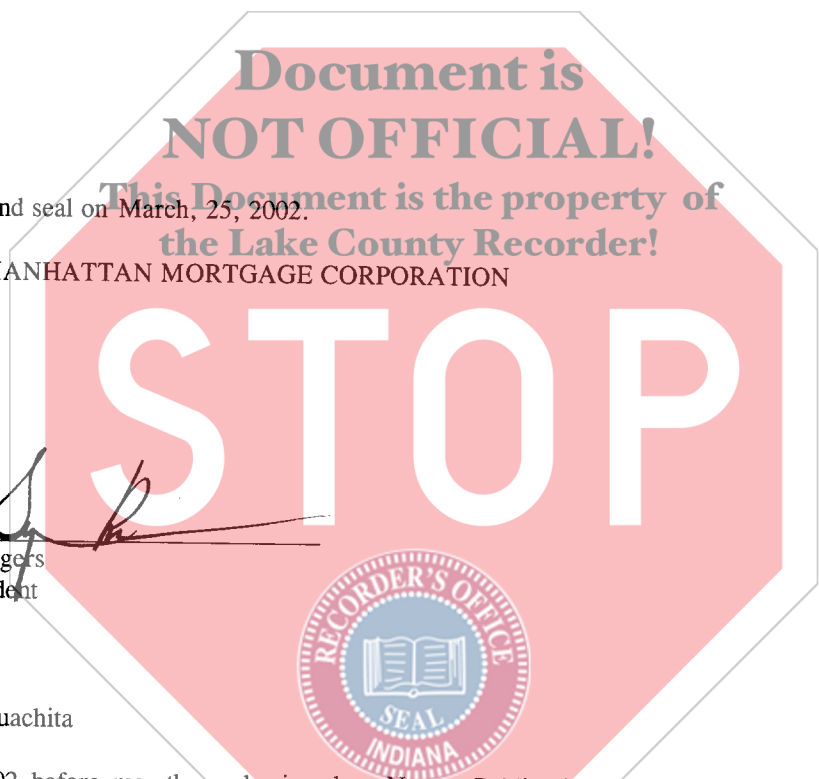 Document is
NOT OFFICIAL!
This Document is the property of
the Lake County Recorder!
nd seal on March, 25, 2002.
ANHATTAN MORTGAGE CORPORATION
STOP
gers
dent
RECORDER'S OFFICE
SEAL
INDIANA
uachita